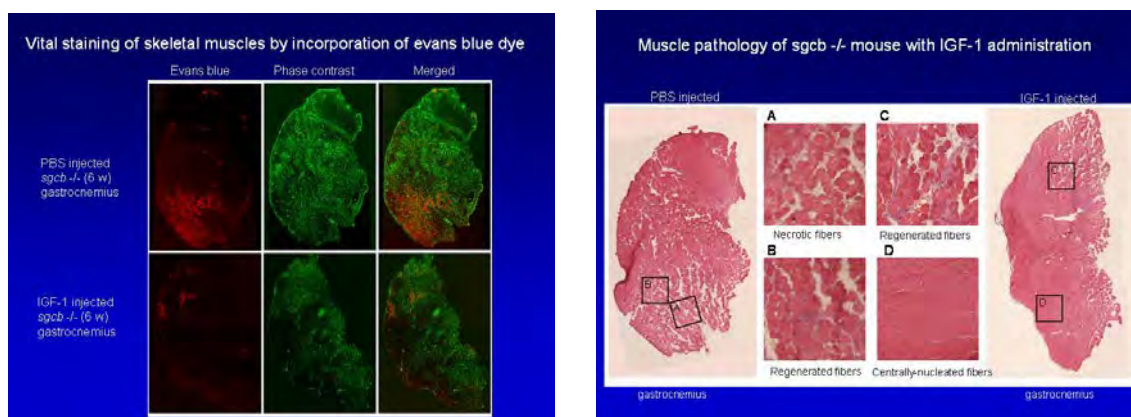 Vital staining of skeletal muscles by incorporation of evans blue dye
Evans blue Phase contrast Merged
PBS injected
sgcb -/- (6 w)
gastrocnemius
IGF-1 injected
sgcb -/- (6 w)
gastrocnemius
Muscle pathology of sgcb -/- mouse with IGF-1 administration
PBS injected
IGF-1 injected
A
C
Necrotic fibers
Regenerated fibers
B
D
Regenerated fibers
Centrally-nucleated fibers
B
A
C
D
gastrocnemius
gastrocnemius